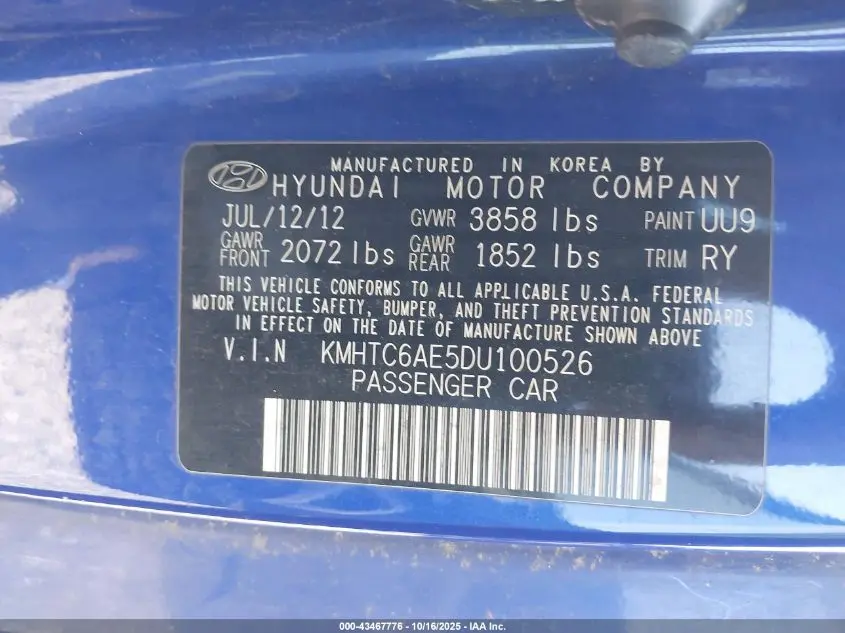 MANUFACTURED IN KOREA BY
HYUNDAI MOTOR COMPANY
JUL/12/12 GVWR 3858 lbs PAINT UU9
GAWR FRONT 2072 lbs GAWR REAR 1852 lbs TRIM RY
THIS VEHICLE CONFORMS TO ALL APPLICABLE U.S.A. FEDERAL
MOTOR VEHICLE SAFETY, BUMPER, AND THEFT PREVENTION STANDARDS
IN EFFECT ON THE DATE OF MANUFACTURE SHOWN ABOVE
V.I.N KMHTC6AE5DU100526
PASSENGER CAR
000-43467776 - 10/16/2025 - IAA Inc.